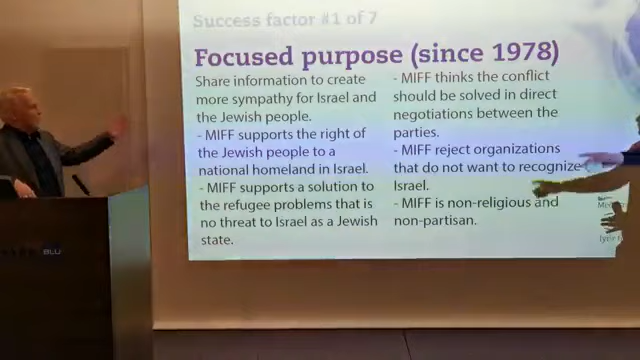 Success factor #1 of 7
Focused purpose (since 1978)
Share information to create
more sympathy for Israel and
the Jewish people.
- MIFF supports the right of
the Jewish people to a
national homeland in Israel.
- MIFF supports a solution to
the refugee problems that is
no threat to Israel as a Jewish
state.
- MIFF thinks the conflict
should be solved in direct
negotiations between the
parties.
- MIFF reject organizations
that do not want to recognize
Israel.
- MIFF is non-religious and
non-partisan.
BLU